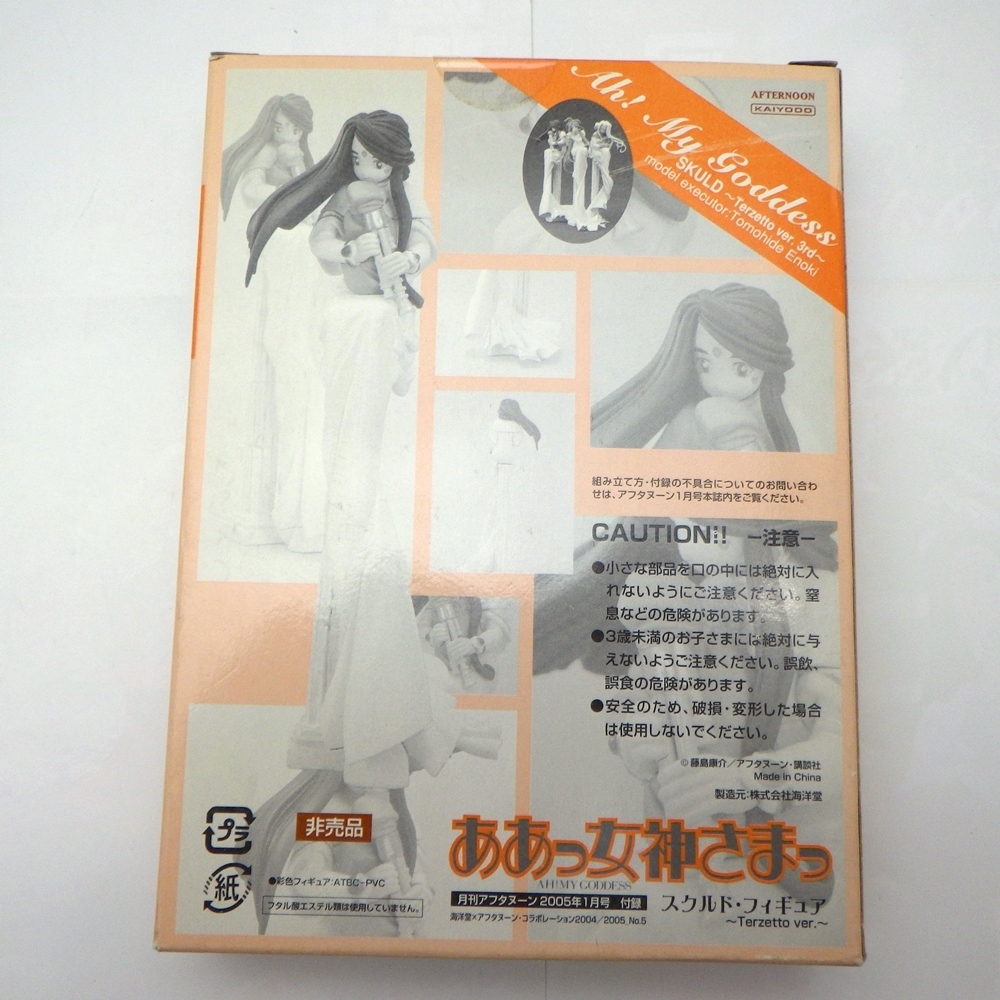 Ah! My Goddess
SKULD ~Terzetto ver. 3rd~
model executor:Tomohide Enoki
AFTERNOON
KAIYODO
組み立て方・付録の不具合についてのお問い合わ
せは、アフタヌーン1月号本誌内をご覧ください。
CAUTION!! ー注意ー
●小さな部品を口の中には絶対に入
れないようにご注意ください。窒
息などの危険があります。
●3歳未満のお子さまには絶対に与
えないようご注意ください。誤飲、
誤食の危険があります。
●安全のため、破損・変形した場合
は使用しないでください。
©藤島康介/アフタヌーン・講談社
Made in China
製造元:株式会社海洋堂
プラ
紙
非売品
●彩色フィギュア:ATBC-PVC
フタル酸エステル類は使用していません。
ああっ女神さまっ
AH! MY GODDESS
月刊アフタヌーン 2005年1月号 付録
海洋堂×アフタヌーン・コラボレーション2004/2005 No.5
スクルド・フィギュア
~Terzetto ver.~